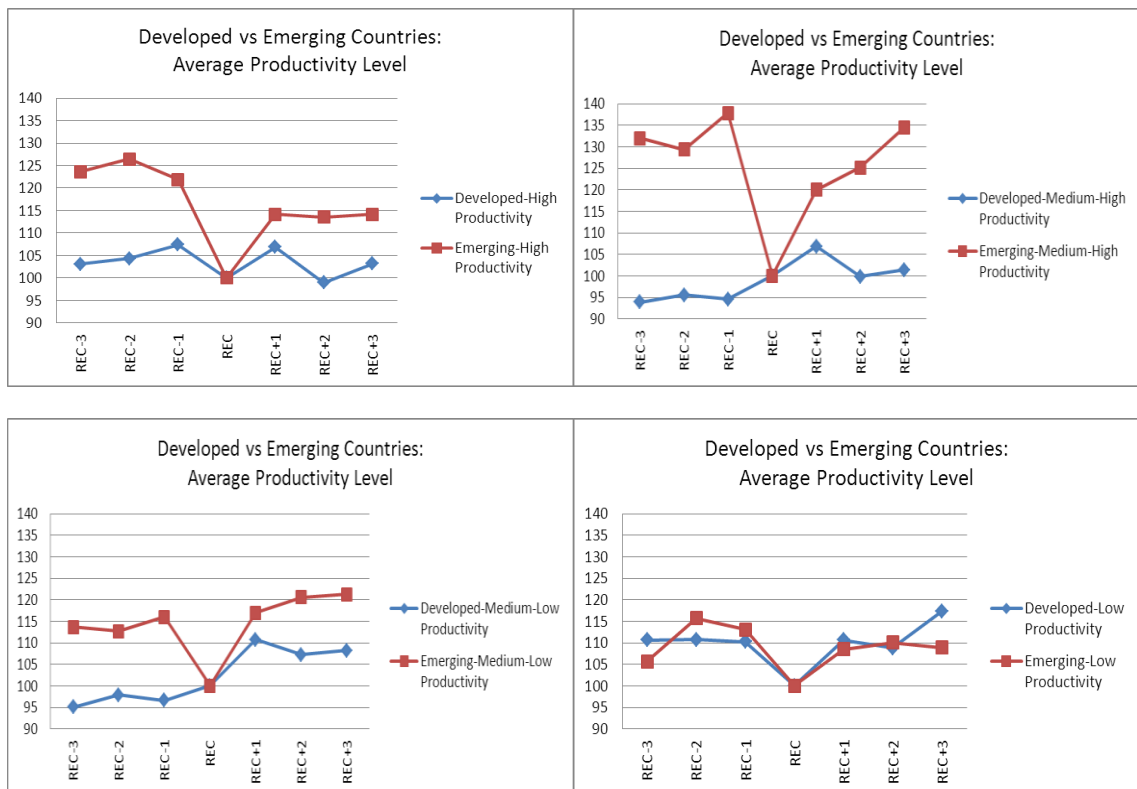 Developed vs Emerging Countries:
Average Productivity Level
140
135
130
125
120
115
110
105
100
95
90
REC-3
REC-2
REC-1
REC
REC+1
REC+2
REC+3
Developed-High
Productivity
Emerging-High
Productivity
Developed vs Emerging Countries:
Average Productivity Level
140
135
130
125
120
115
110
105
100
95
90
REC-3
REC-2
REC-1
REC
REC+1
REC+2
REC+3
Developed-Medium-High
Productivity
Emerging-Medium-High
Productivity
Developed vs Emerging Countries:
Average Productivity Level
140
135
130
125
120
115
110
105
100
95
90
REC-3
REC-2
REC-1
REC
REC+1
REC+2
REC+3
Developed-Medium-Low
Productivity
Emerging-Medium-Low
Productivity
Developed vs Emerging Countries:
Average Productivity Level
140
135
130
125
120
115
110
105
100
95
90
REC-3
REC-2
REC-1
REC
REC+1
REC+2
REC+3
Developed-Low
Productivity
Emerging-Low
Productivity